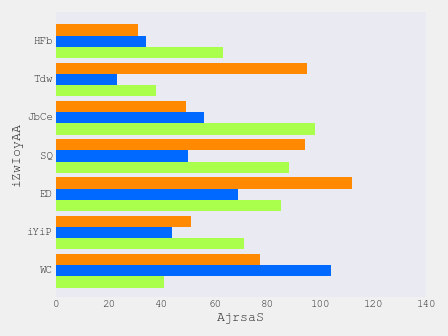 HFb
Tdw
JbCe
SQ
ED
iYiP
WC
iZwIoyAA
0 20 40 60 80 100 120 140
AjrsaS